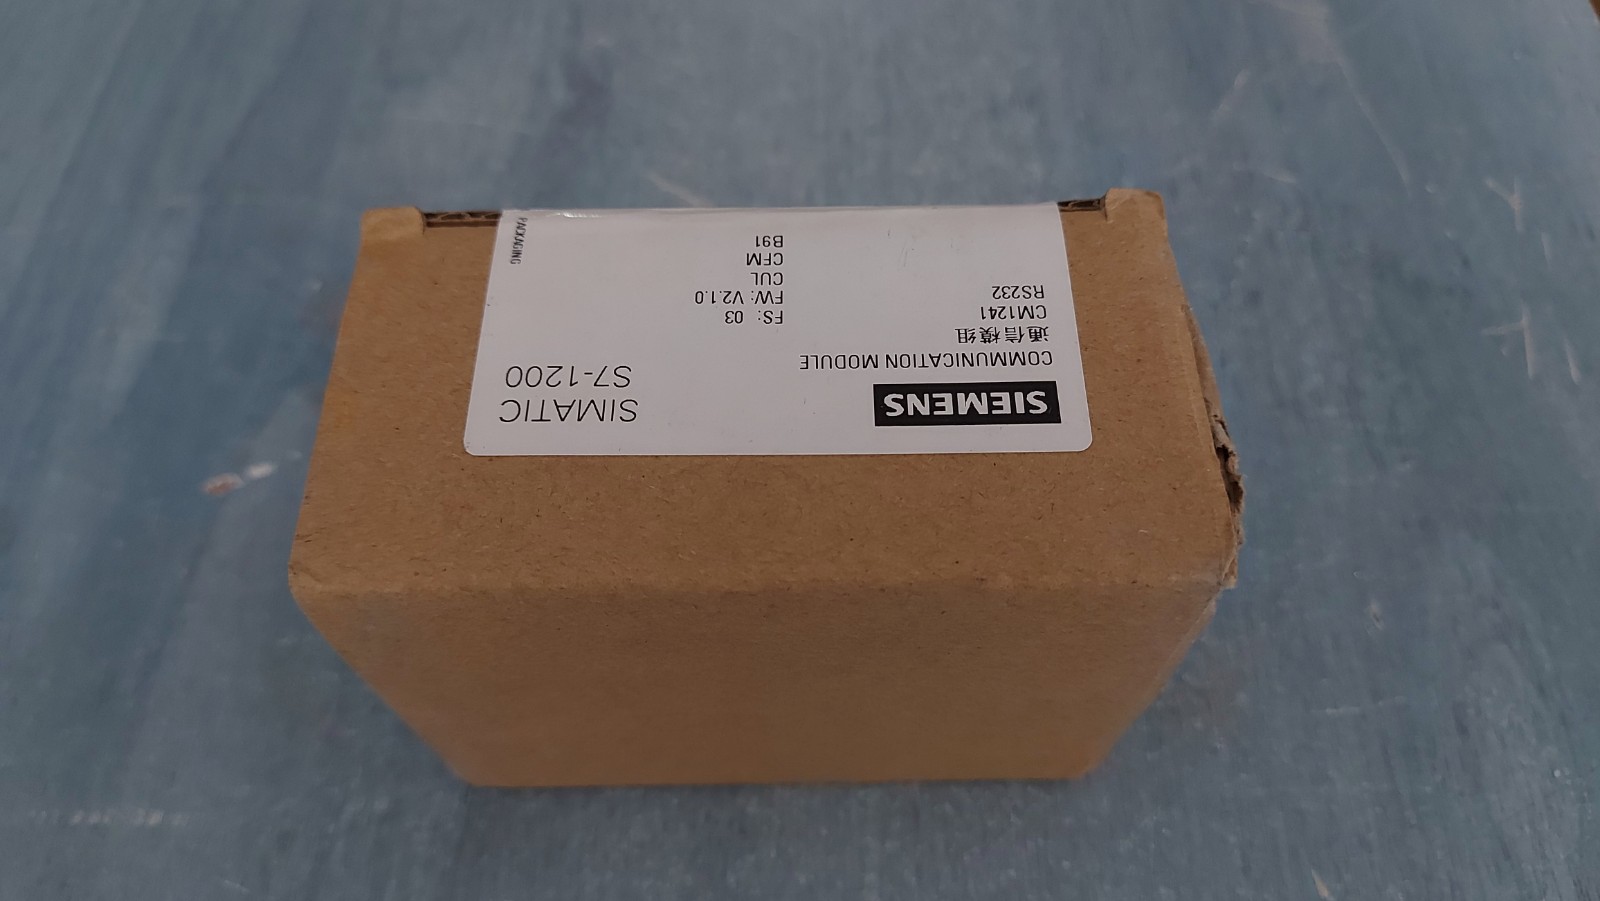 SIEMENS
SIMATIC
S7-1200
COMMUNICATION MODULE
通信模组
CM1241
RS232
FS: 03
FW: V2.1.0
CUL
CFM
B91
PACKAGING